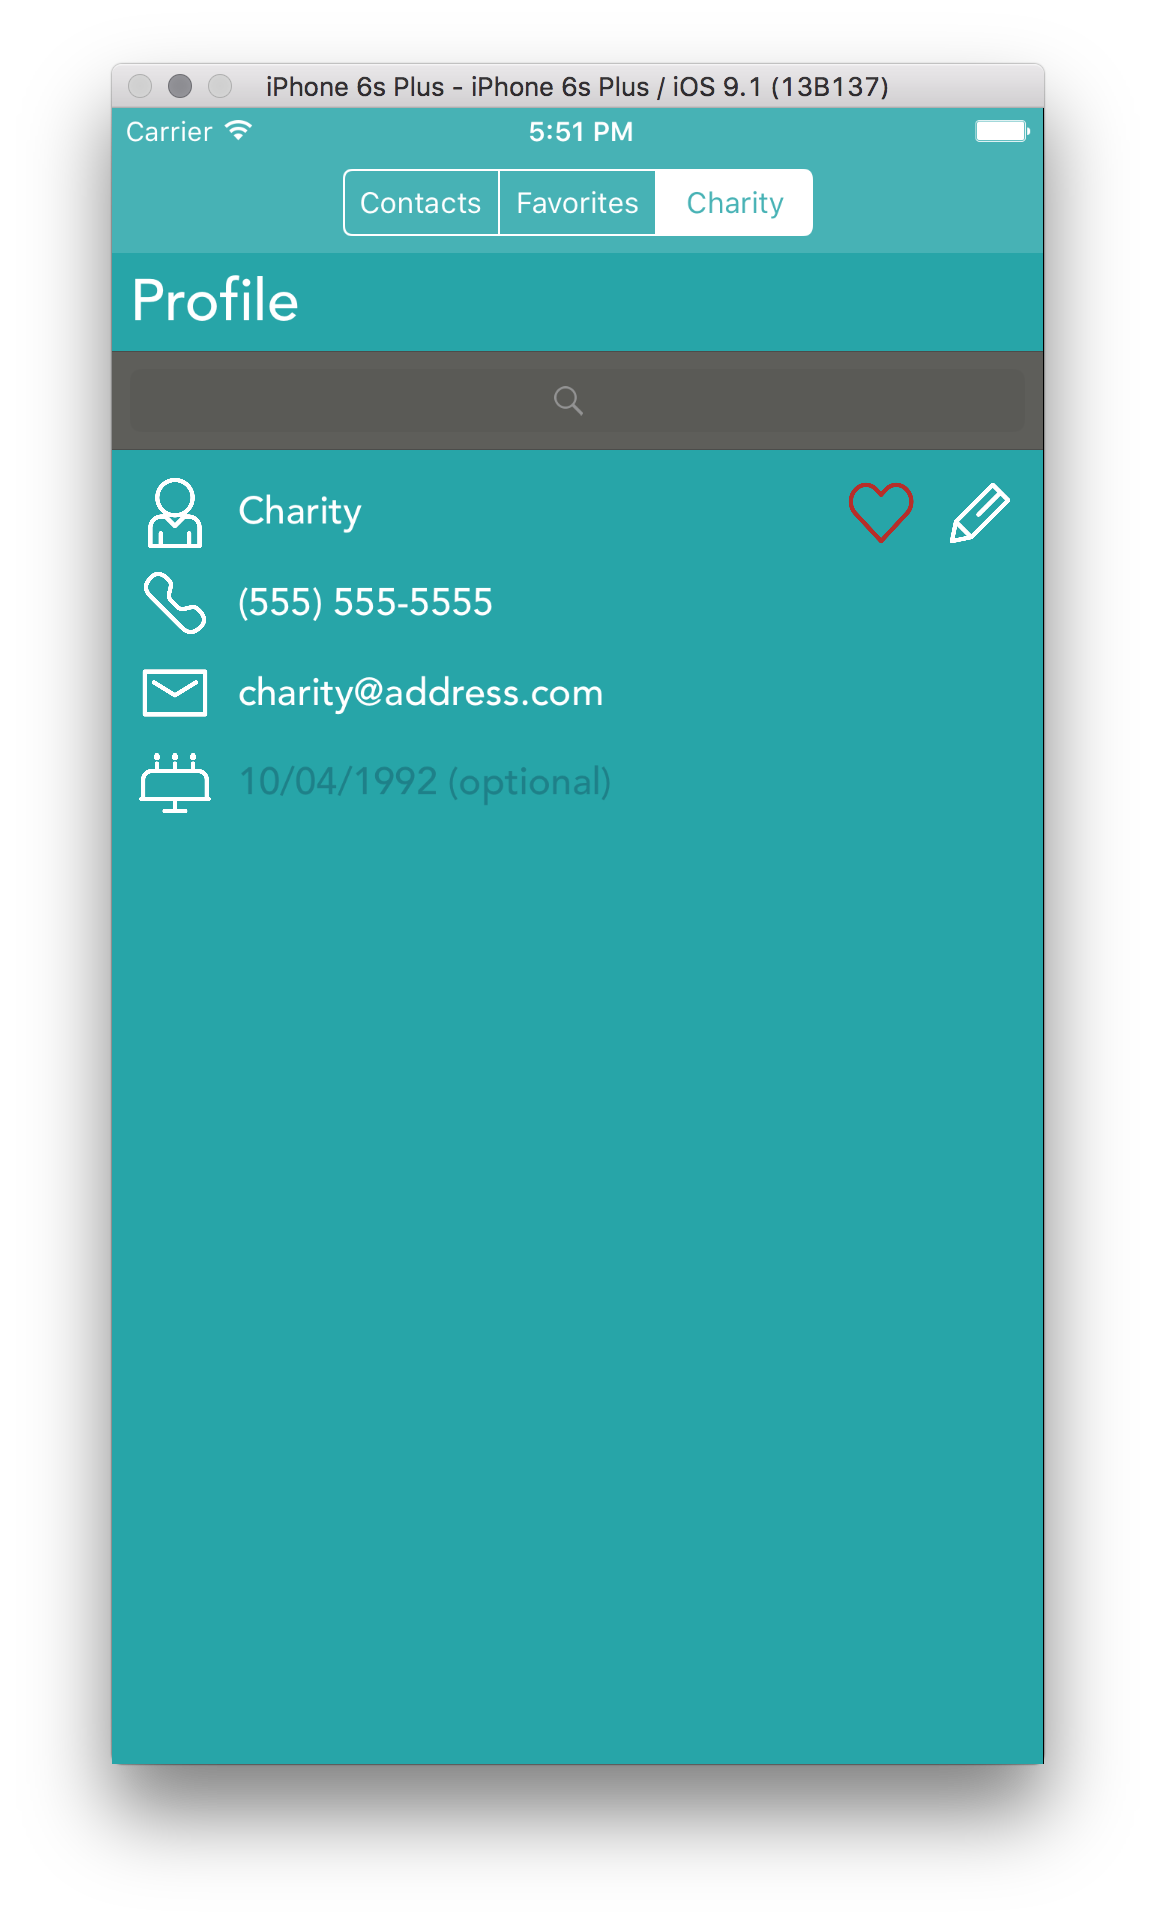 iPhone 6s Plus - iPhone 6s Plus / iOS 9.1 (13B137)
Carrier 5:51 PM
Contacts Favorites Charity
Profile
Charity
(555) 555-5555
charity@address.com
10/04/1992 (optional)